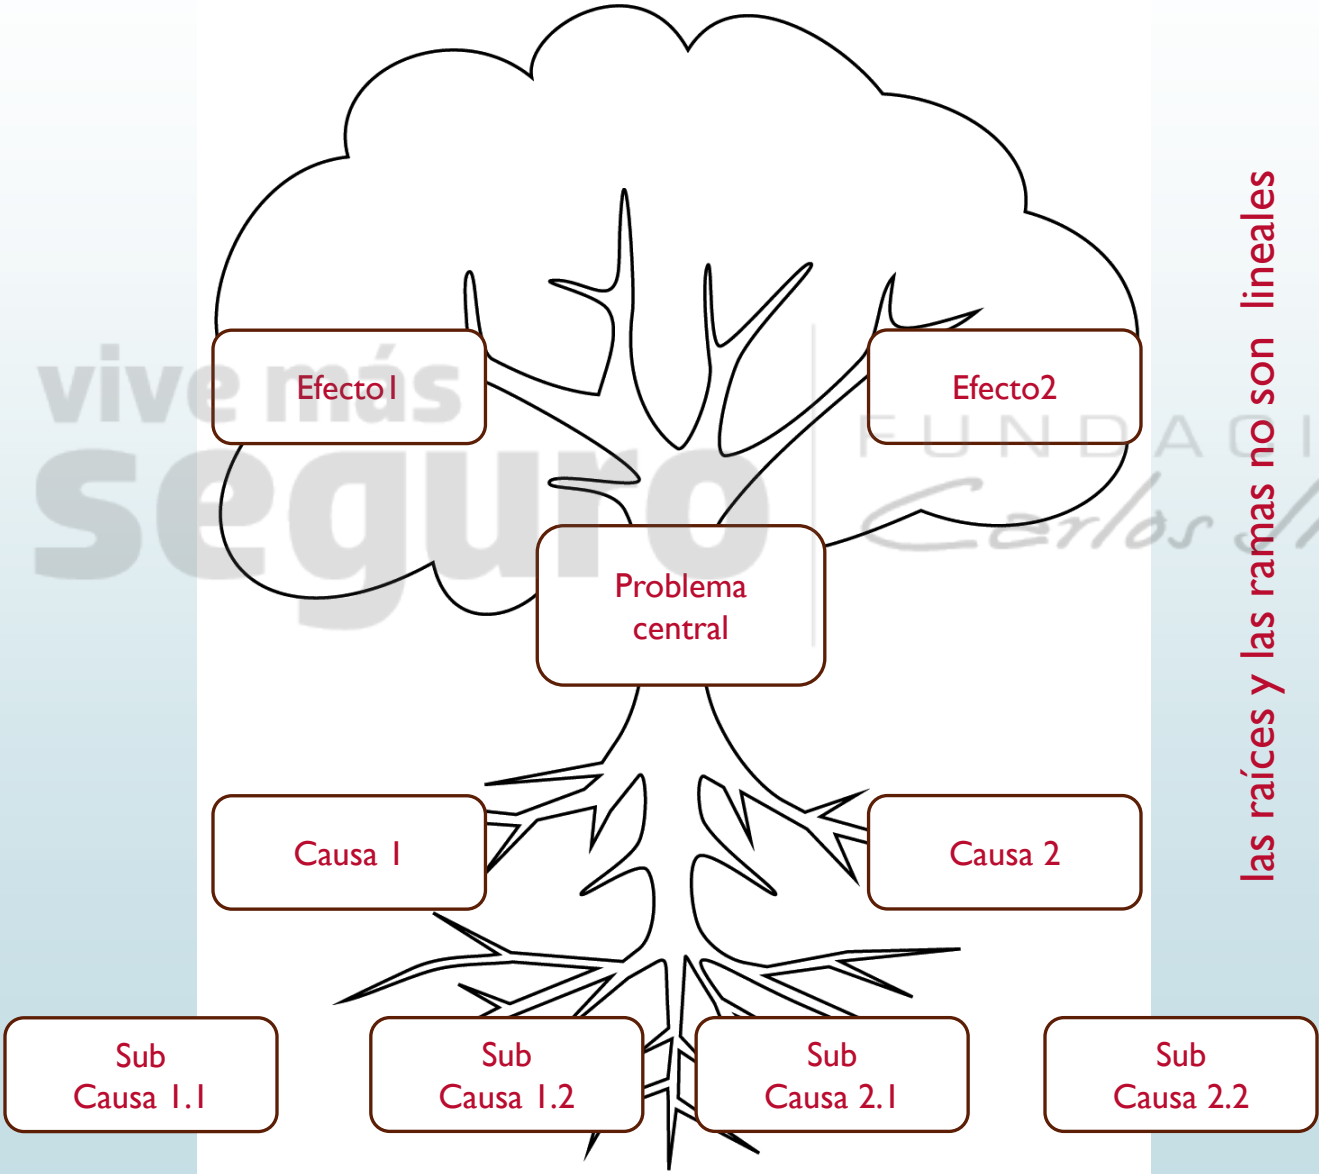 vive más
seguro
FUNDACI
Carlos
Efecto1
Efecto2
Problema
central
Causa 1
Causa 2
Sub
Causa 1.1
Sub
Causa 1.2
Sub
Causa 2.1
Sub
Causa 2.2
las raíces y las ramas no son lineales